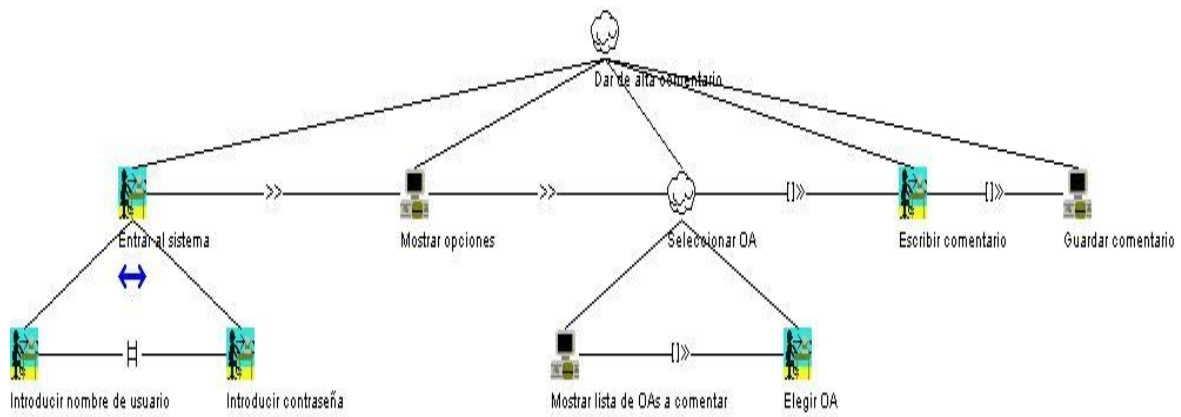 Dar de alta comentario
>>
>>
[]>>
[]>>
Entrar al sistema
Mostrar opciones
Seleccionar OA
Escribir comentario
Guardar comentario
[]>>
Introducir nombre de usuario
Introducir contraseña
Mostrar lista de OAs a comentar
Elegir OA